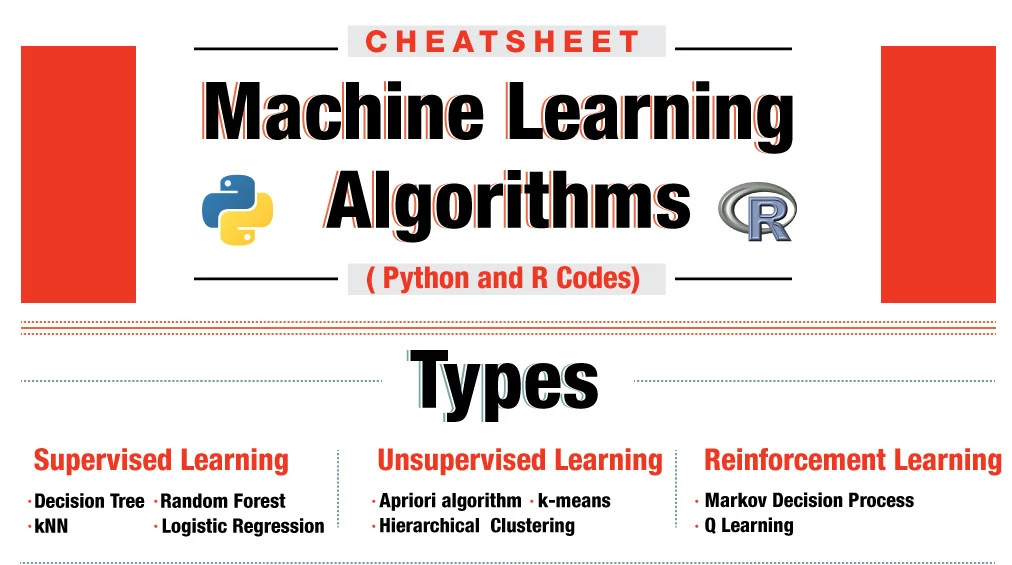 CHEATSHEET
Machine Learning
Algorithms
R
( Python and R Codes)
Types
Supervised Learning
· Decision Tree · Random Forest
· kNN · Logistic Regression
Unsupervised Learning
· Apriori algorithm · k-means
· Hierarchical Clustering
Reinforcement Learning
· Markov Decision Process
· Q Learning